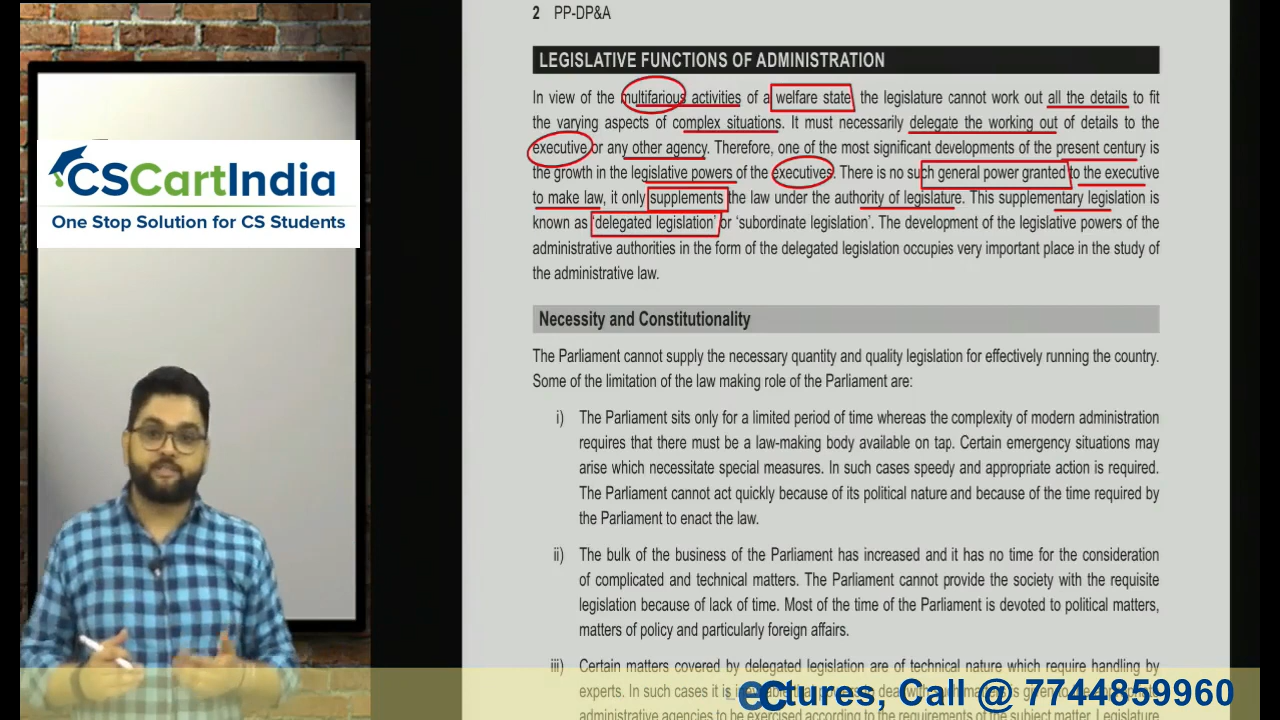 2 PP-DP&A
LEGISLATIVE FUNCTIONS OF ADMINISTRATION
In view of the multifarious activities of a welfare state, the legislature cannot work out all the details to fit
the varying aspects of complex situations. It must necessarily delegate the working out of details to the
executive or any other agency. Therefore, one of the most significant developments of the present century is
the growth in the legislative powers of the executives. There is no such general power granted to the executive
to make law, it only supplements the law under the authority of legislature. This supplementary legislation is
known as 'delegated legislation' or 'subordinate legislation'. The development of the legislative powers of the
administrative authorities in the form of the delegated legislation occupies very important place in the study of
the administrative law.
CSCartIndia
One Stop Solution for CS Students
Necessity and Constitutionality
The Parliament cannot supply the necessary quantity and quality legislation for effectively running the country.
Some of the limitation of the law making role of the Parliament are:
i) The Parliament sits only for a limited period of time whereas the complexity of modern administration
requires that there must be a law-making body available on tap. Certain emergency situations may
arise which necessitate special measures. In such cases speedy and appropriate action is required.
The Parliament cannot act quickly because of its political nature and because of the time required by
the Parliament to enact the law.
ii) The bulk of the business of the Parliament has increased and it has no time for the consideration
of complicated and technical matters. The Parliament cannot provide the society with the requisite
legislation because of lack of time. Most of the time of the Parliament is devoted to political matters,
matters of policy and particularly foreign affairs.
iii) Certain matters covered by delegated legislation are of technical nature which require handling by
experts. In such cases it is
ctures, Call @ 7744859960
administrative agencies to be exercised according to the requirements of the subject matter. Legislature